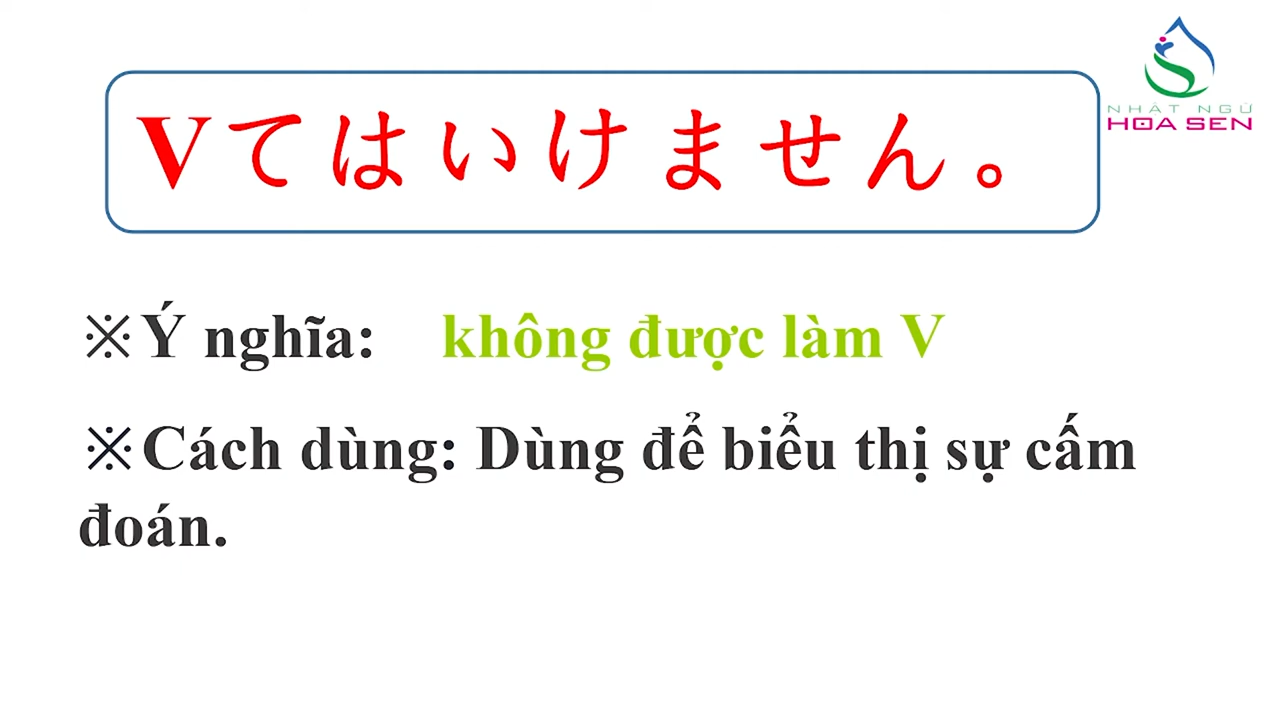 NHẬT NGỮ
HOA SEN
Vてはいけません。
※Ý nghĩa: không được làm V
※Cách dùng: Dùng để biểu thị sự cấm
đoán.